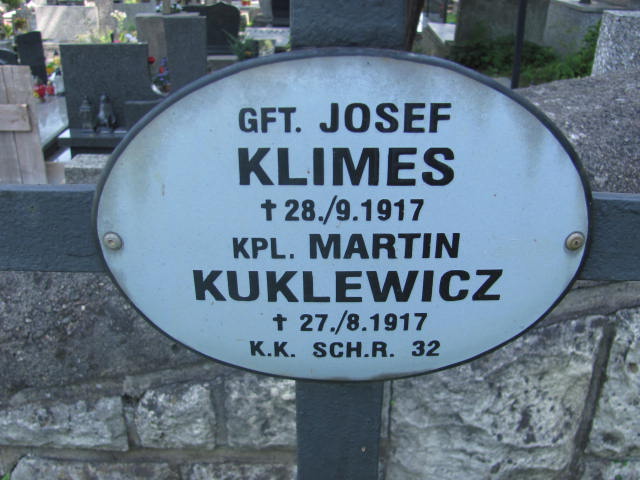 GFT. JOSEF
KLIMES
† 28./9.1917
KPL. MARTIN
KUKLEWICZ
† 27./8.1917
K.K. SCH.R. 32